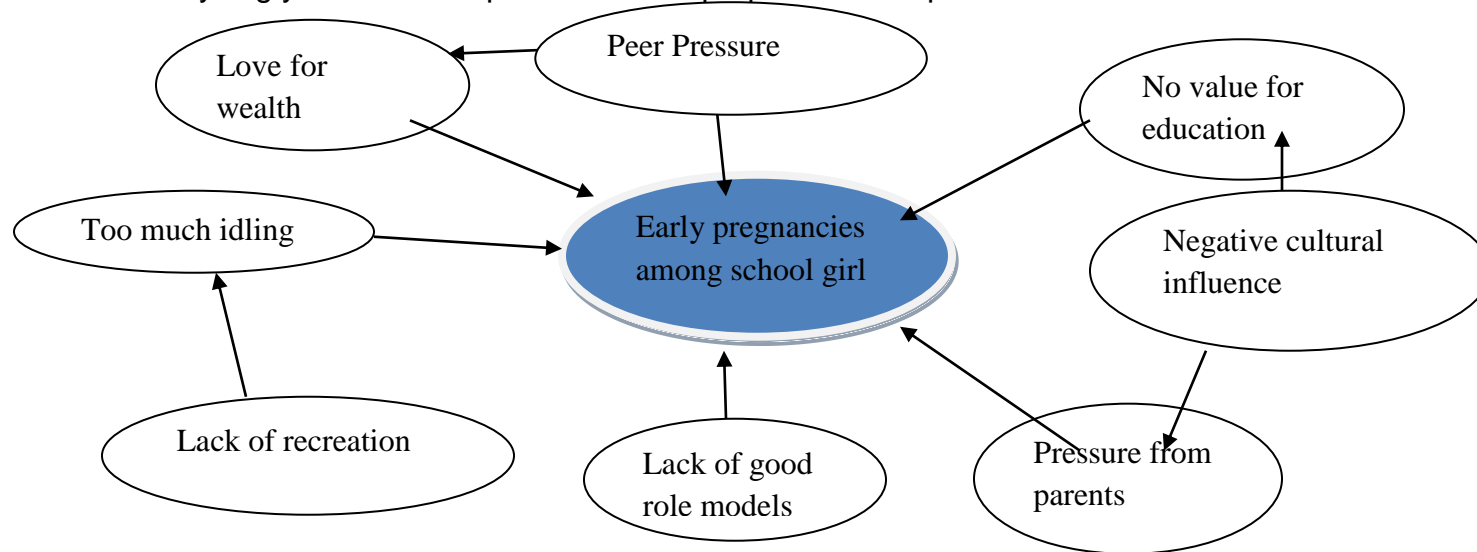 Peer Pressure
Love for
wealth
No value for
education
Too much idling
Early pregnancies
among school girl
Negative cultural
influence
Lack of recreation
Lack of good
role models
Pressure from
parents